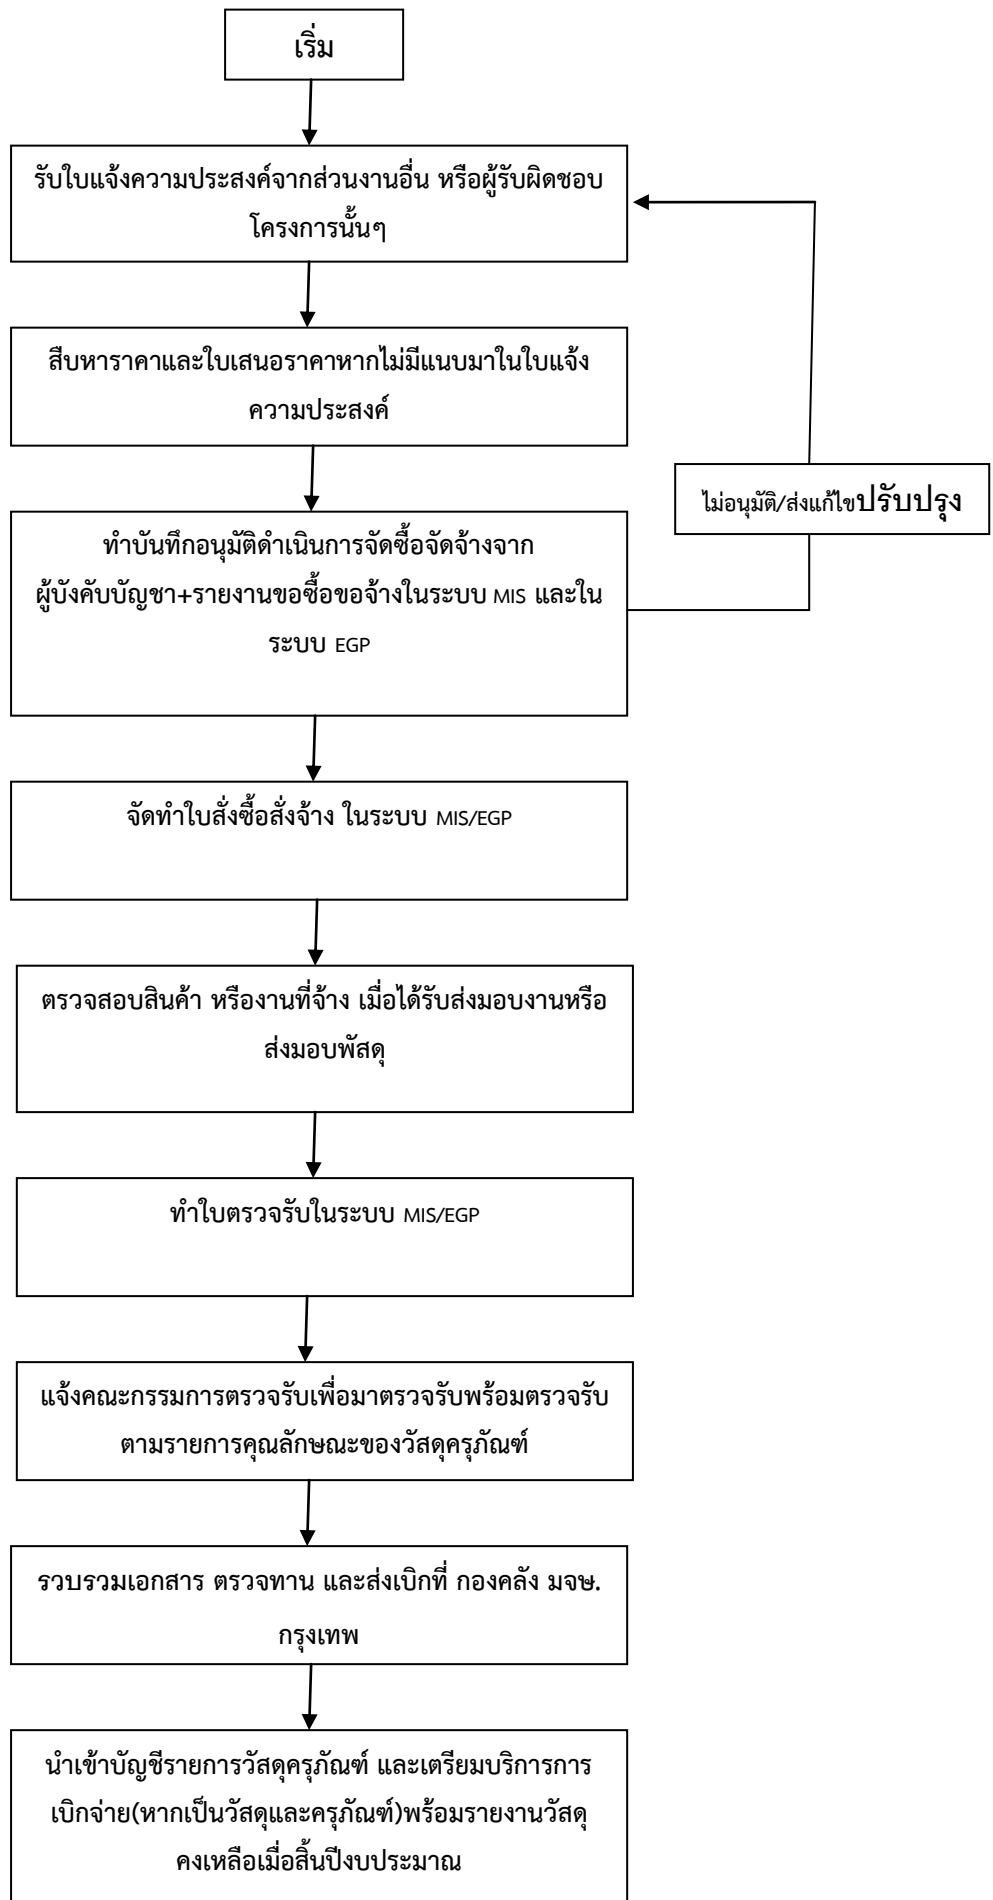 เริ่ม
รับใบแจ้งความประสงค์จากส่วนงานอื่น หรือผู้รับผิดชอบ
โครงการนั้นๆ
สืบหาราคาและใบเสนอราคาหากไม่มีแนบมาในใบแจ้ง
ความประสงค์
ไม่อนุมัติ/ส่งแก้ไขปรับปรุง
ทำบันทึกอนุมัติดำเนินการจัดซื้อจัดจ้างจาก
ผู้บังคับบัญชา+รายงานขอซื้อขอจ้างในระบบ MIS และใน
ระบบ EGP
จัดทำใบสั่งซื้อสั่งจ้าง ในระบบ MIS/EGP
ตรวจสอบสินค้า หรืองานที่จ้าง เมื่อได้รับส่งมอบงานหรือ
ส่งมอบพัสดุ
ทำใบตรวจรับในระบบ MIS/EGP
แจ้งคณะกรรมการตรวจรับเพื่อมาตรวจรับพร้อมตรวจรับ
ตามรายการคุณลักษณะของวัสดุครุภัณฑ์
รวบรวมเอกสาร ตรวจทาน และส่งเบิกที่ กองคลัง มจษ.
กรุงเทพ
นำเข้าบัญชีรายการวัสดุครุภัณฑ์ และเตรียมบริการการ
เบิกจ่าย(หากเป็นวัสดุและครุภัณฑ์)พร้อมรายงานวัสดุ
คงเหลือเมื่อสิ้นปีงบประมาณ